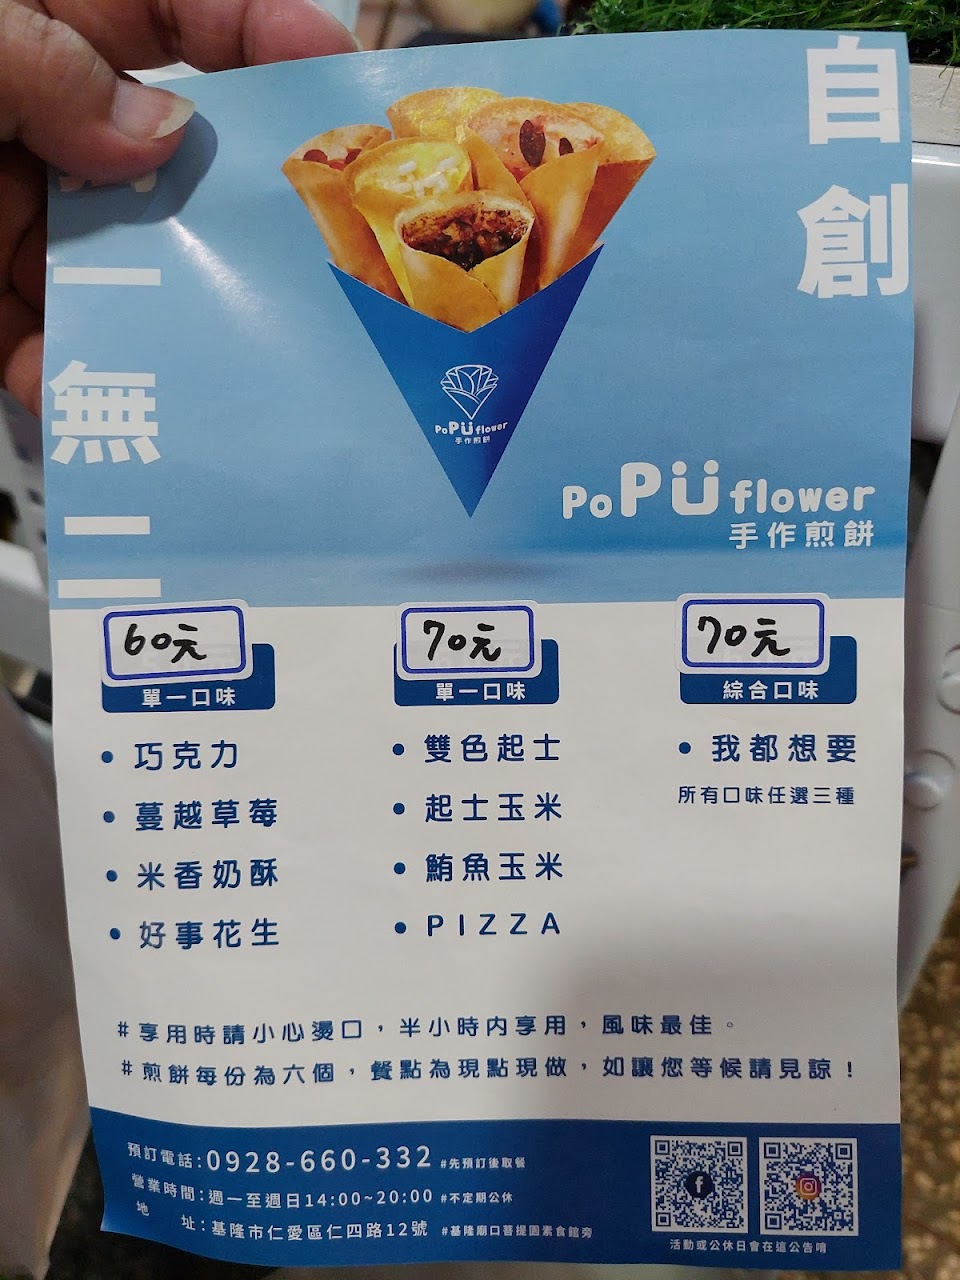 自創
一無二
PoPÜ flower
手作煎餅
PoPÜ flower
手作煎餅
60元
單一口味
• 巧克力
• 蔓越草莓
• 米香奶酥
• 好事花生
70元
單一口味
• 雙色起士
• 起士玉米
• 鮪魚玉米
• PIZZA
70元
綜合口味
• 我都想要
所有口味任選三種
#享用時請小心燙口，半小時內享用，風味最佳。
#煎餅每份為六個，餐點為現點現做，如讓您等候請見諒！
預訂電話:0928-660-332 #先預訂後取餐
營業時間:週一至週日14:00~20:00 #不定期公休
地 址:基隆市仁愛區仁四路12號 #基隆廟口菩提園素食館旁
活動或公休日會在這公告唷